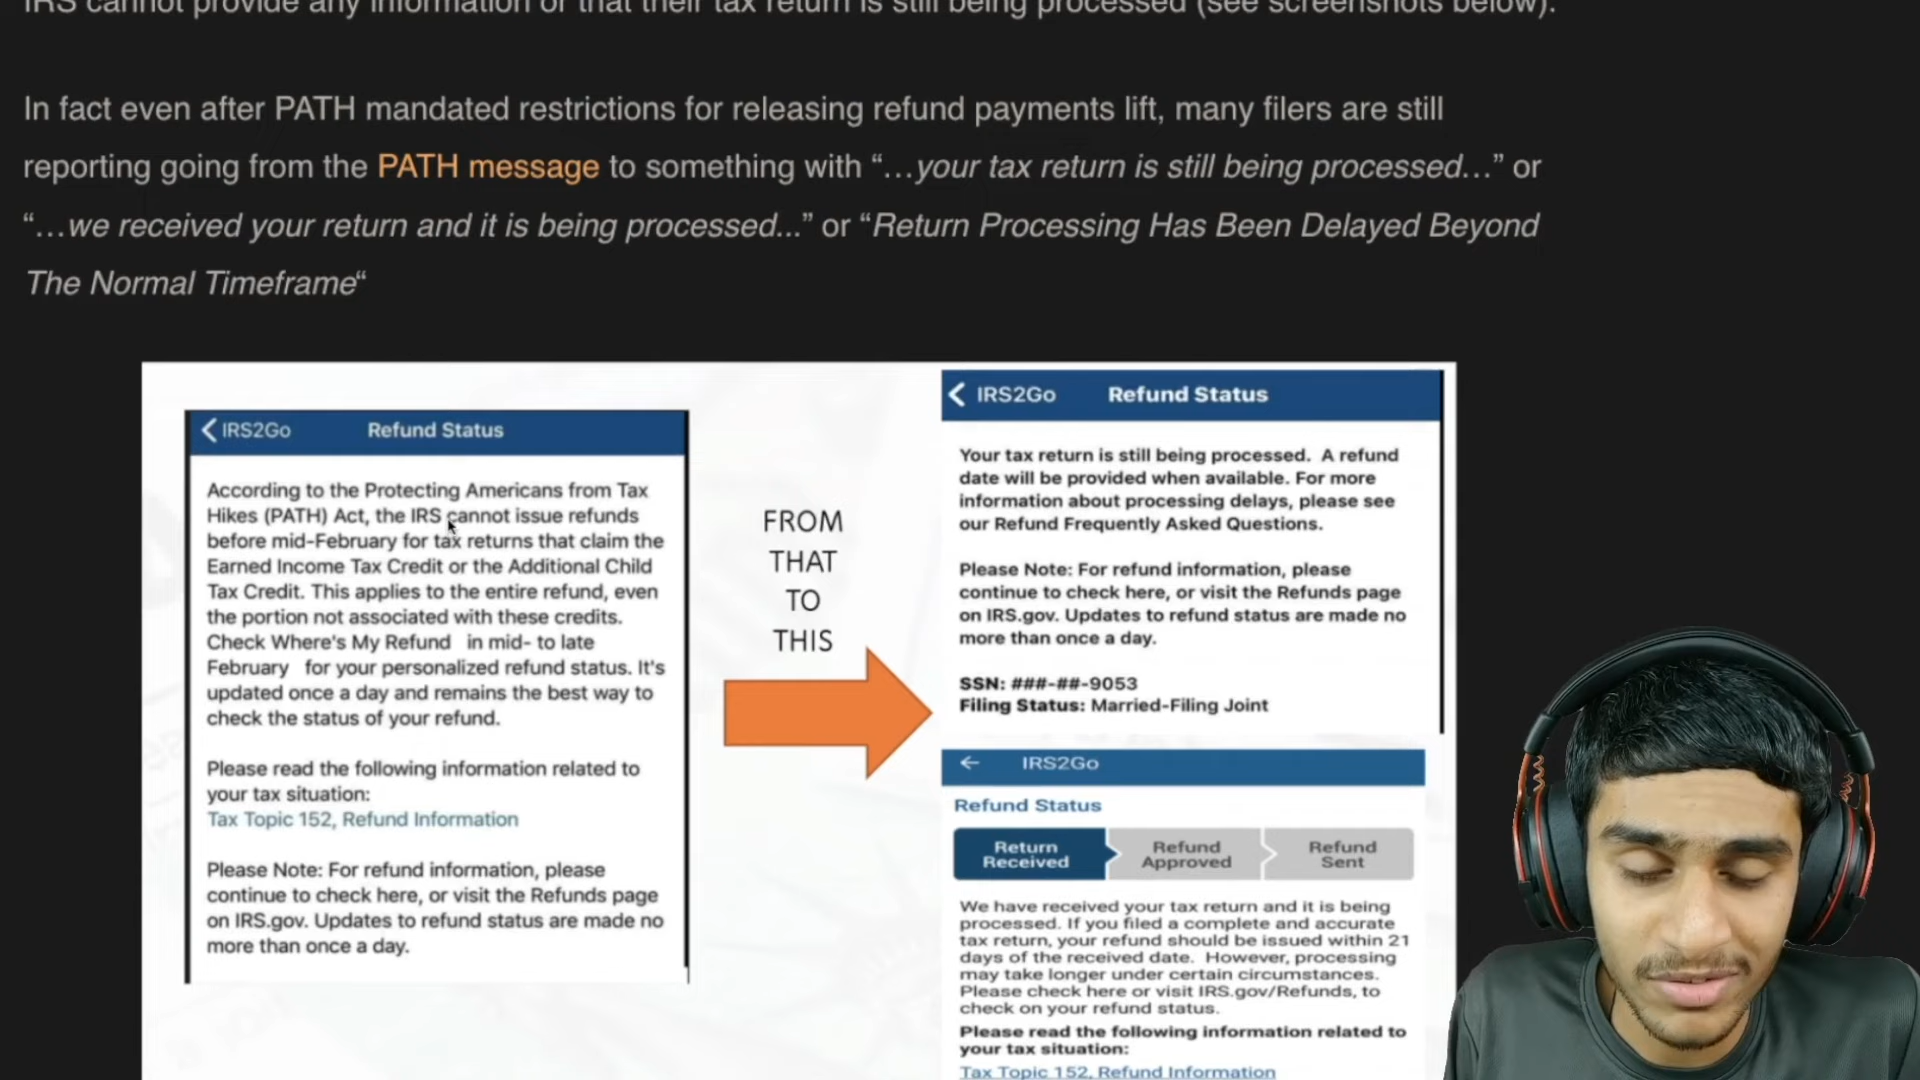 IRS cannot provide any information or that their tax return is still being processed (see screenshots below).
In fact even after PATH mandated restrictions for releasing refund payments lift, many filers are still
reporting going from the PATH message to something with “…your tax return is still being processed…” or
“…we received your return and it is being processed...” or “Return Processing Has Been Delayed Beyond
The Normal Timeframe“
IRS2Go Refund Status
According to the Protecting Americans from Tax
Hikes (PATH) Act, the IRS cannot issue refunds
before mid-February for tax returns that claim the
Earned Income Tax Credit or the Additional Child
Tax Credit. This applies to the entire refund, even
the portion not associated with these credits.
Check Where's My Refund in mid- to late
February for your personalized refund status. It's
updated once a day and remains the best way to
check the status of your refund.
Please read the following information related to
your tax situation:
Tax Topic 152, Refund Information
Please Note: For refund information, please
continue to check here, or visit the Refunds page
on IRS.gov. Updates to refund status are made no
more than once a day.
FROM
THAT
TO
THIS
IRS2Go Refund Status
Your tax return is still being processed. A refund
date will be provided when available. For more
information about processing delays, please see
our Refund Frequently Asked Questions.
Please Note: For refund information, please
continue to check here, or visit the Refunds page
on IRS.gov. Updates to refund status are made no
more than once a day.
SSN: ###-##-9053
Filing Status: Married-Filing Joint
IRS2Go
Refund Status
Return
Received
Refund
Approved
Refund
Sent
We have received your tax return and it is being
processed. If you filed a complete and accurate
tax return, your refund should be issued within 21
days of the received date. However, processing
may take longer under certain circumstances.
Please check here or visit IRS.gov/Refunds, to
check on your refund status.
Please read the following information related to
your tax situation:
Tax Topic 152, Refund Information